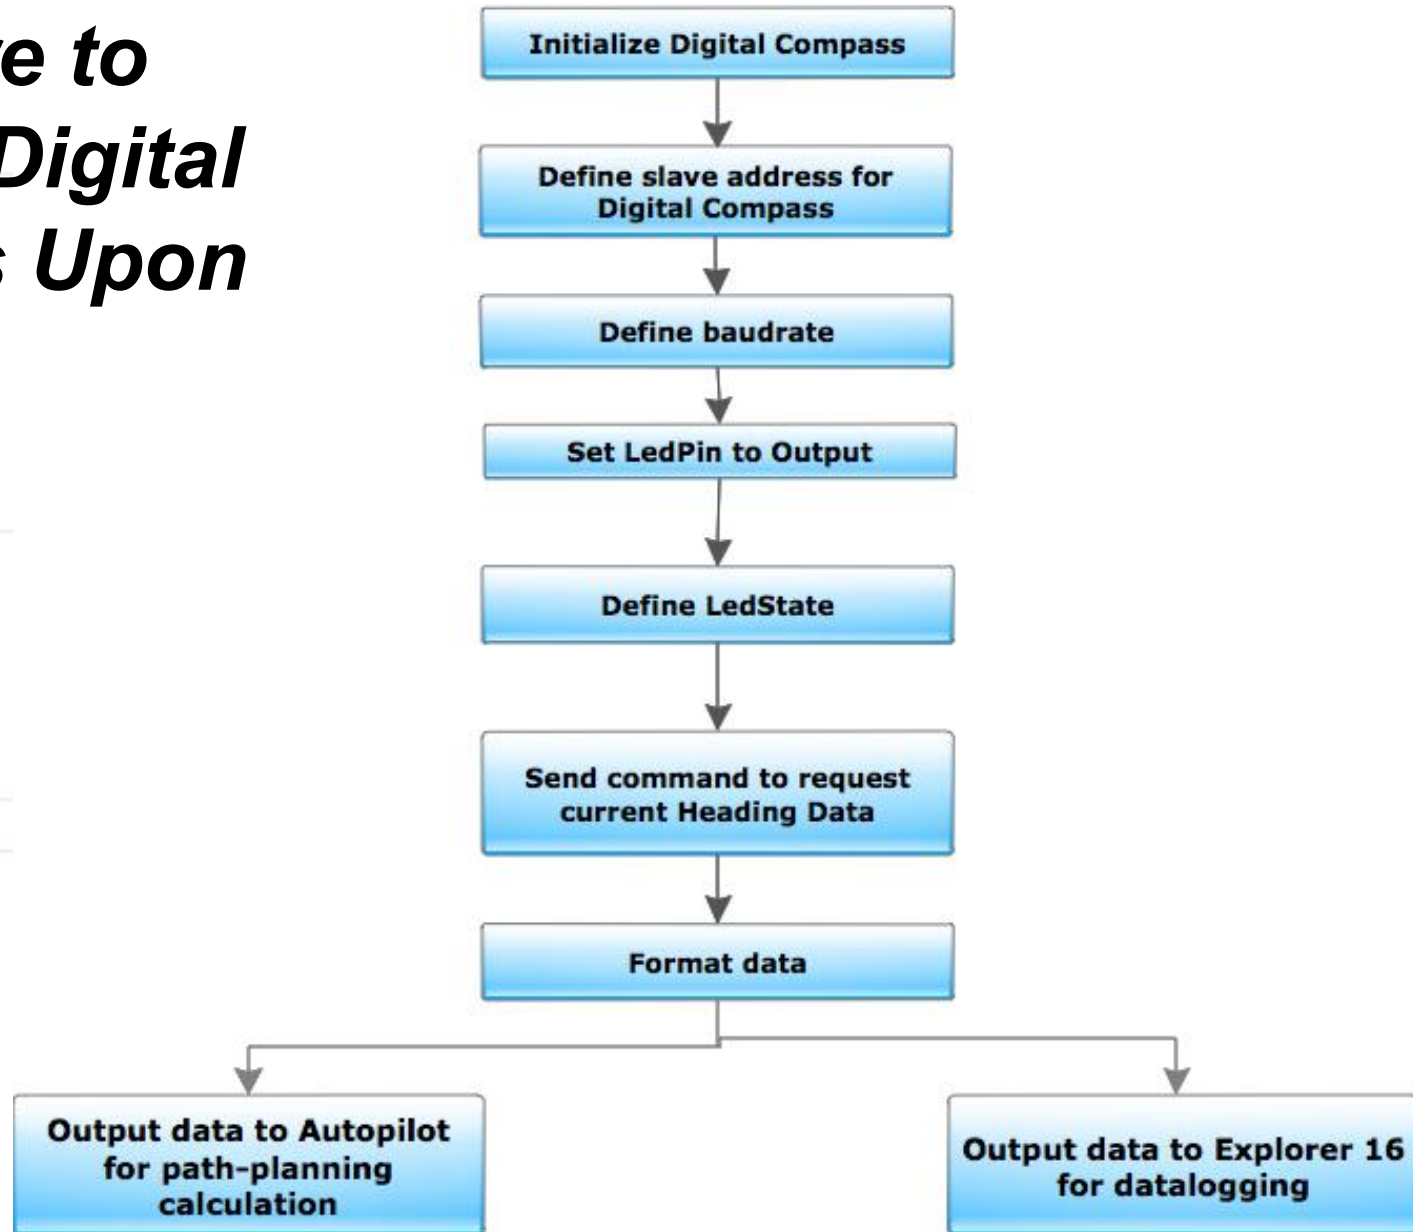 e to
Digital
s Upon
Initialize Digital Compass
Define slave address for
Digital Compass
Define baudrate
Set LedPin to Output
Define LedState
Send command to request
current Heading Data
Format data
Output data to Autopilot
for path-planning
calculation
Output data to Explorer 16
for datalogging